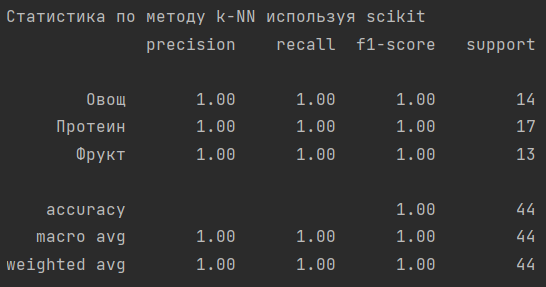 Статистика по методу k-NN используя scikit
precision recall f1-score support
Овощ 1.00 1.00 1.00 14
Протеин 1.00 1.00 1.00 17
Фрукт 1.00 1.00 1.00 13
accuracy 1.00 44
macro avg 1.00 1.00 1.00 44
weighted avg 1.00 1.00 1.00 44